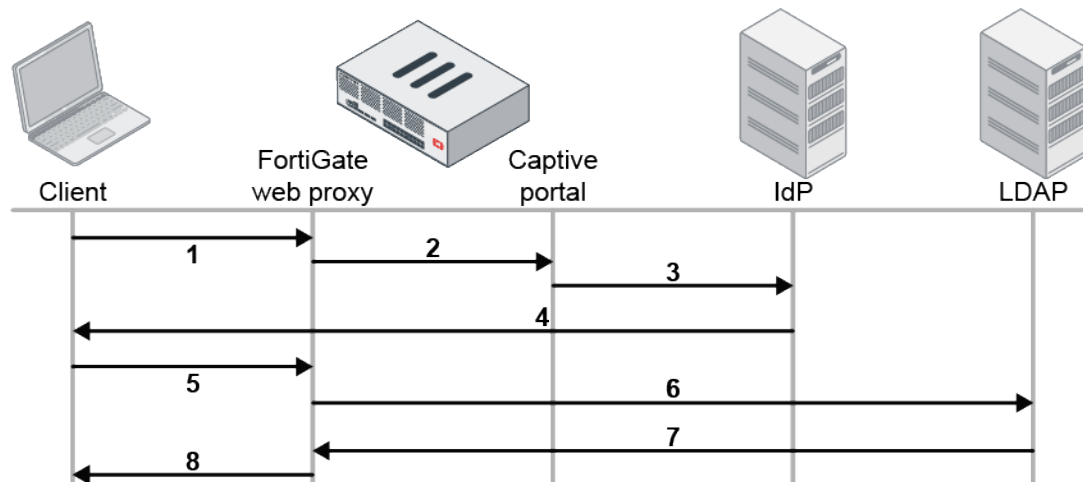 Client
FortiGate
web proxy
Captive
portal
IdP
LDAP
1
2
3
4
5
6
7
8